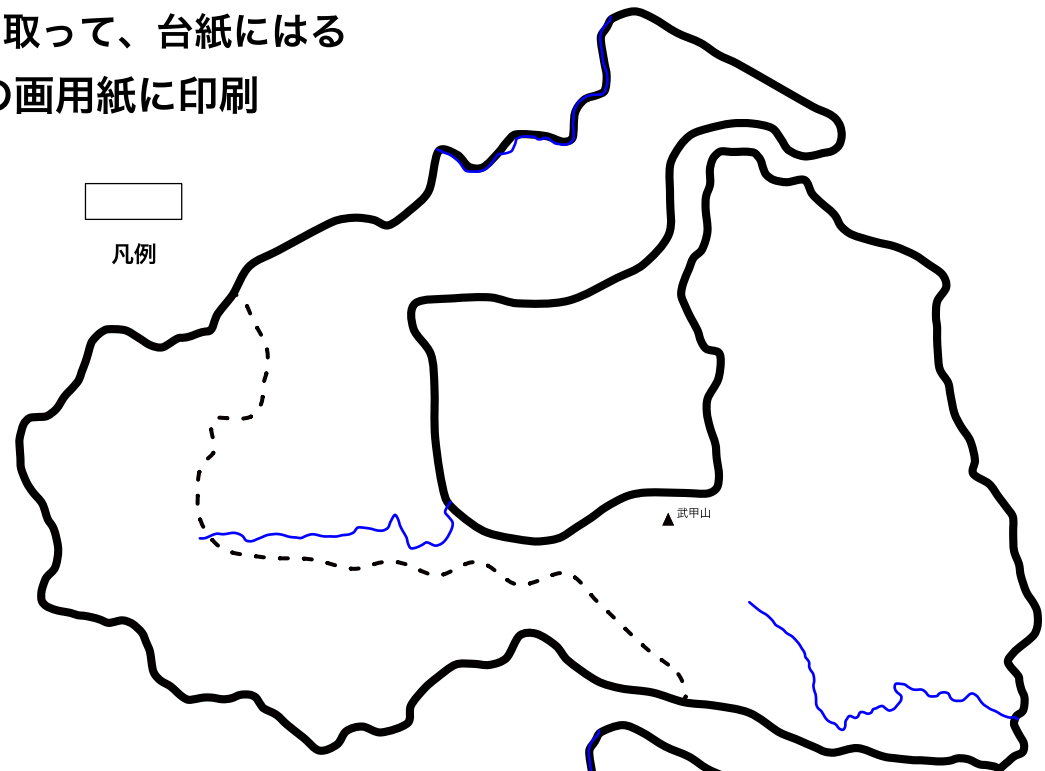 取って、台紙にはる
の画用紙に印刷
凡例
武甲山